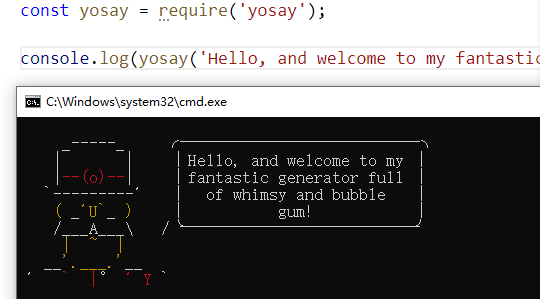 const yosay = require('yosay');
console.log(yosay('Hello, and welcome to my fantastic
C:\Windows\system32\cmd.exe
Hello, and welcome to my
fantastic generator full
of whimsy and bubble
gum!